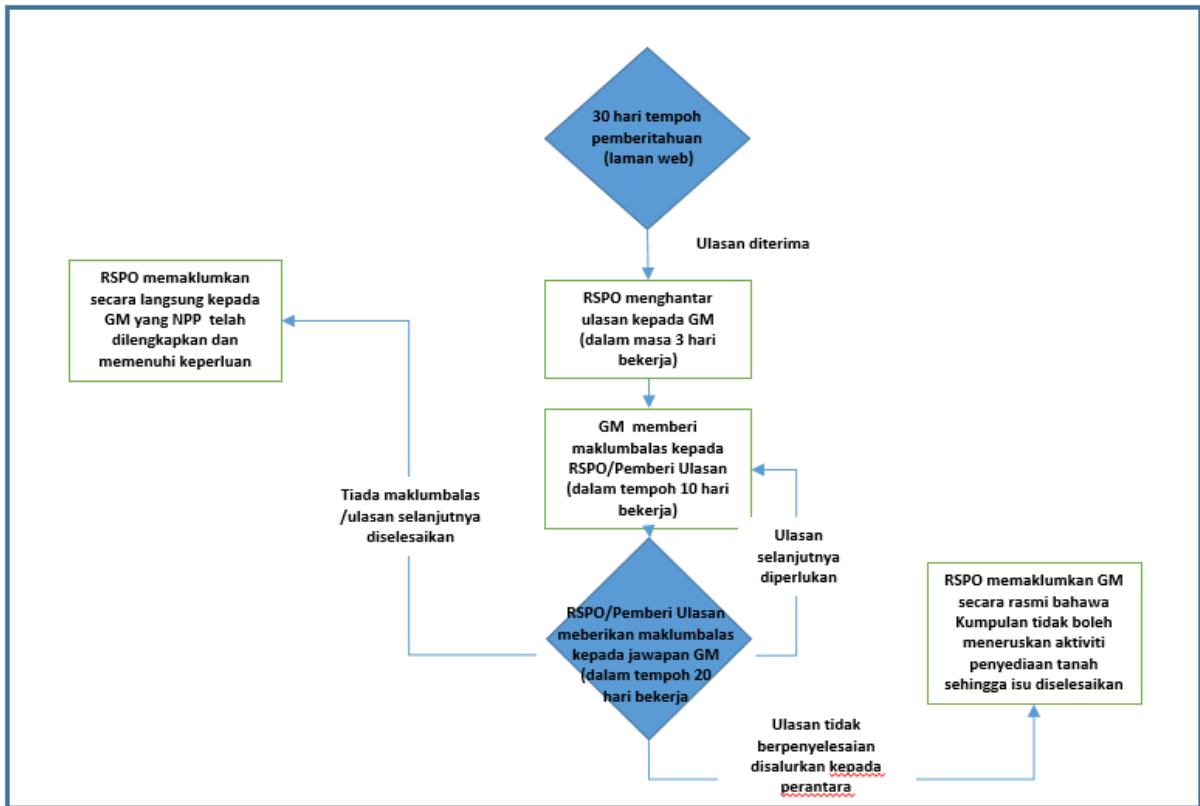 30 hari tempoh
pemberitahuan
(laman web)
Ulasan diterima
RSPO menghantar
ulasan kepada GM
(dalam masa 3 hari
bekerja)
RSPO memaklumkan
secara langsung kepada
GM yang NPP telah
dilengkapkan dan
memenuhi keperluan
GM memberi
maklumbalas kepada
RSPO/Pemberi Ulasan
(dalam tempoh 10 hari
bekerja)
Tiada maklumbalas
/ulasan selanjutnya
diselesaikan
Ulasan
selanjutnya
diperlukan
RSPO/Pemberi Ulasan
meberikan maklumbalas
kepada jawapan GM
(dalam tempoh 20
hari bekerja
RSPO memaklumkan GM
secara rasmi bahawa
Kumpulan tidak boleh
meneruskan aktiviti
penyediaan tanah
sehingga isu diselesaikan
Ulasan tidak
berpenyelesaian
disalurkan kepada
perantara